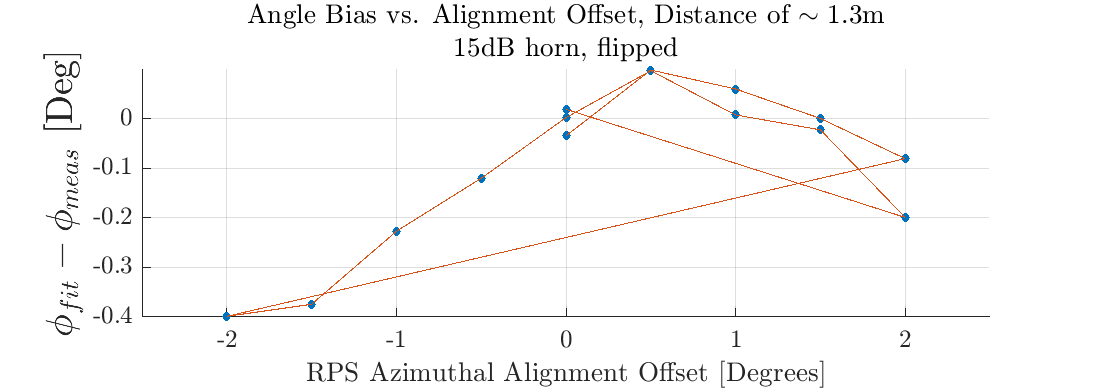 Angle Bias vs. Alignment Offset, Distance of ∼ 1.3m
15dB horn, flipped
ϕ_fit − ϕ_meas [Deg]
0
-0.1
-0.2
-0.3
-0.4
-2 -1 0 1 2
RPS Azimuthal Alignment Offset [Degrees]